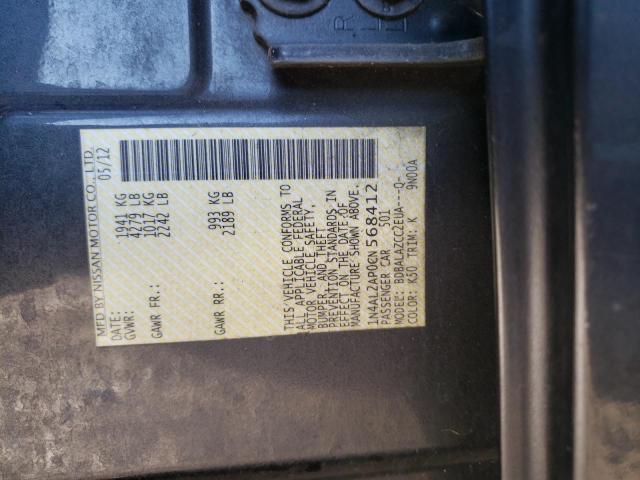 MFD BY NISSAN MOTOR CO., LTD
DATE: 05/12
GVWR: 1941 KG
4279 LB
GAWR FR.: 1017 KG
2242 LB
GAWR RR.: 993 KG
2189 LB
THIS VEHICLE CONFORMS TO
ALL APPLICABLE FEDERAL
MOTOR VEHICLE SAFETY,
BUMPER, AND THEFT
PREVENTION STANDARDS IN
EFFECT ON THE DATE OF
MANUFACTURE SHOWN ABOVE.
1N4AL2AP0CN568412
PASSENGER CAR 501
MODEL: BDBALAZCC2EUA---Q-
COLOR: K50 TRIM: K 9N00A
R
L